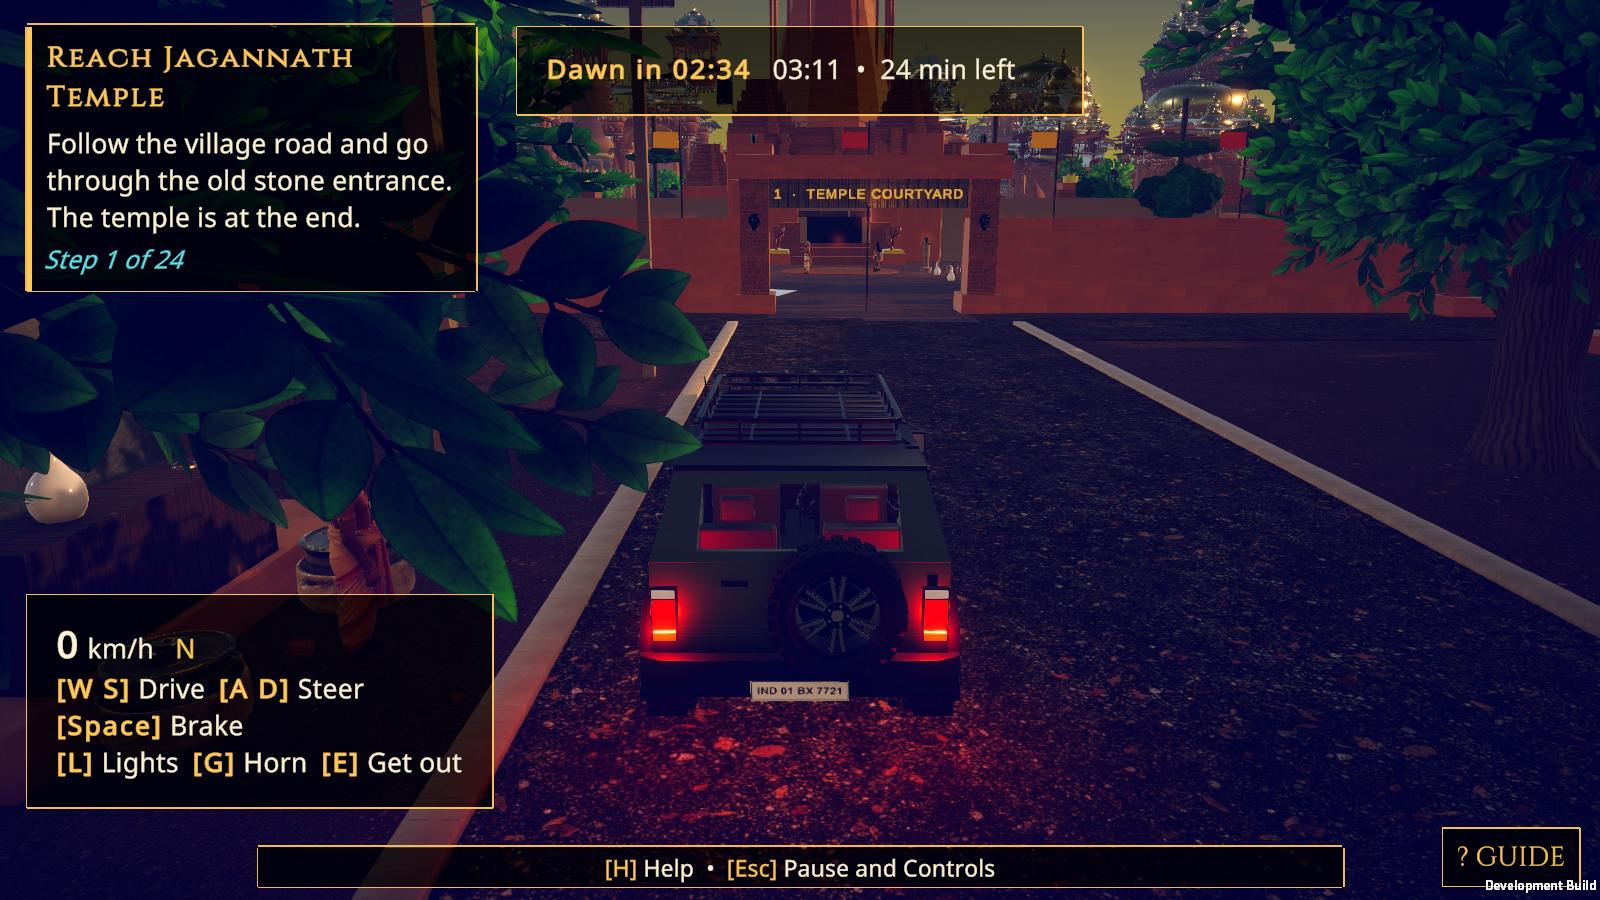 REACH JAGANNATH
TEMPLE
Follow the village road and go
through the old stone entrance.
The temple is at the end.
Step 1 of 24
Dawn in 02:34 03:11 • 24 min left
1 · TEMPLE COURTYARD
IND 01 BX 7721
0 km/h N
[W S] Drive [A D] Steer
[Space] Brake
[L] Lights [G] Horn [E] Get out
[H] Help • [Esc] Pause and Controls
? GUIDE
Development Build